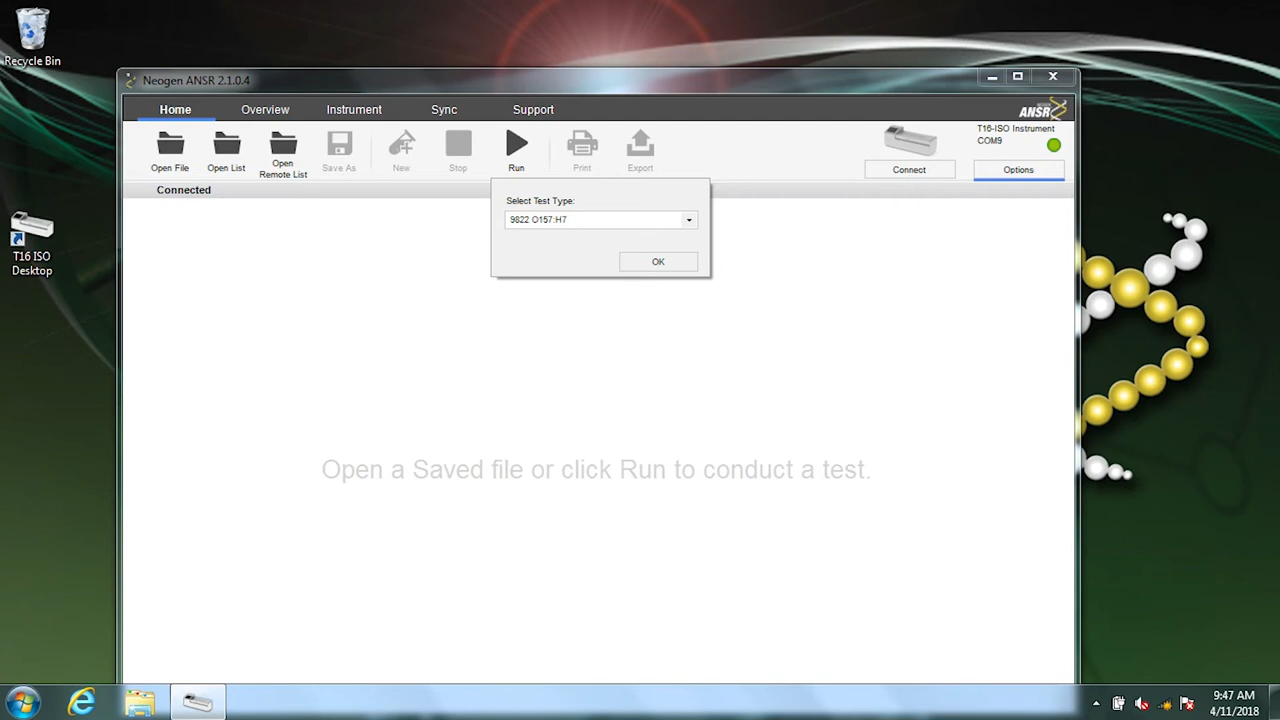 Recycle Bin
Neogen ANSR 2.1.0.4
Home Overview Instrument Sync Support
ANSR
Open File
Open List
Open
Remote List
Save As
New
Stop
Run
Print
Export
T16-ISO Instrument
COM9
Connect
Options
Connected
Select Test Type:
9822 O157:H7
OK
T16 ISO
Desktop
Open a Saved file or click Run to conduct a test.
9:47 AM
4/11/2018